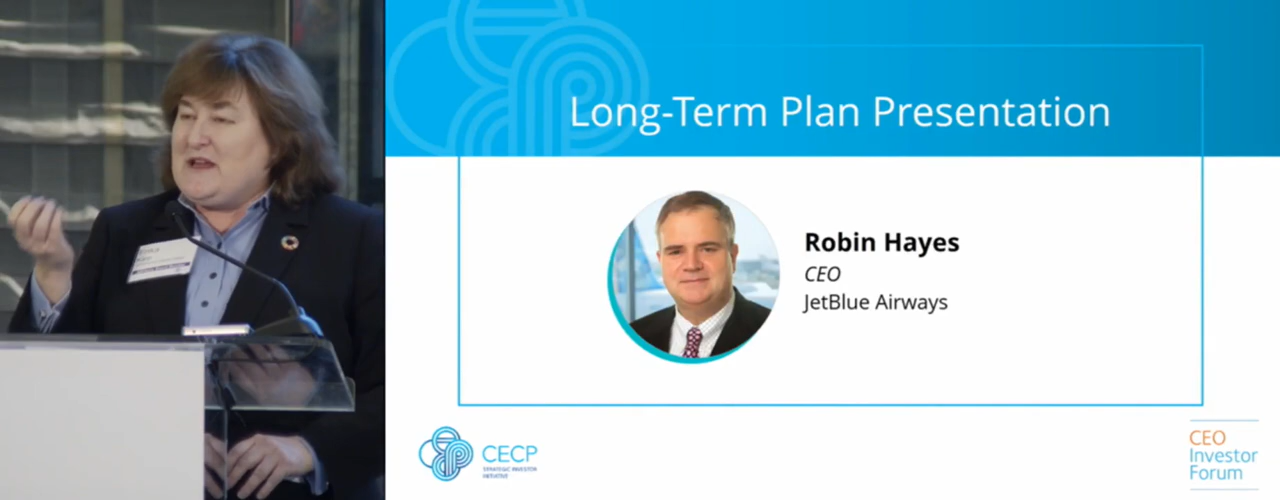 Long-Term Plan Presentation
Robin Hayes
CEO
JetBlue Airways
CECP
STRATEGIC INVESTOR
INITIATIVE
CEO
Investor
Forum